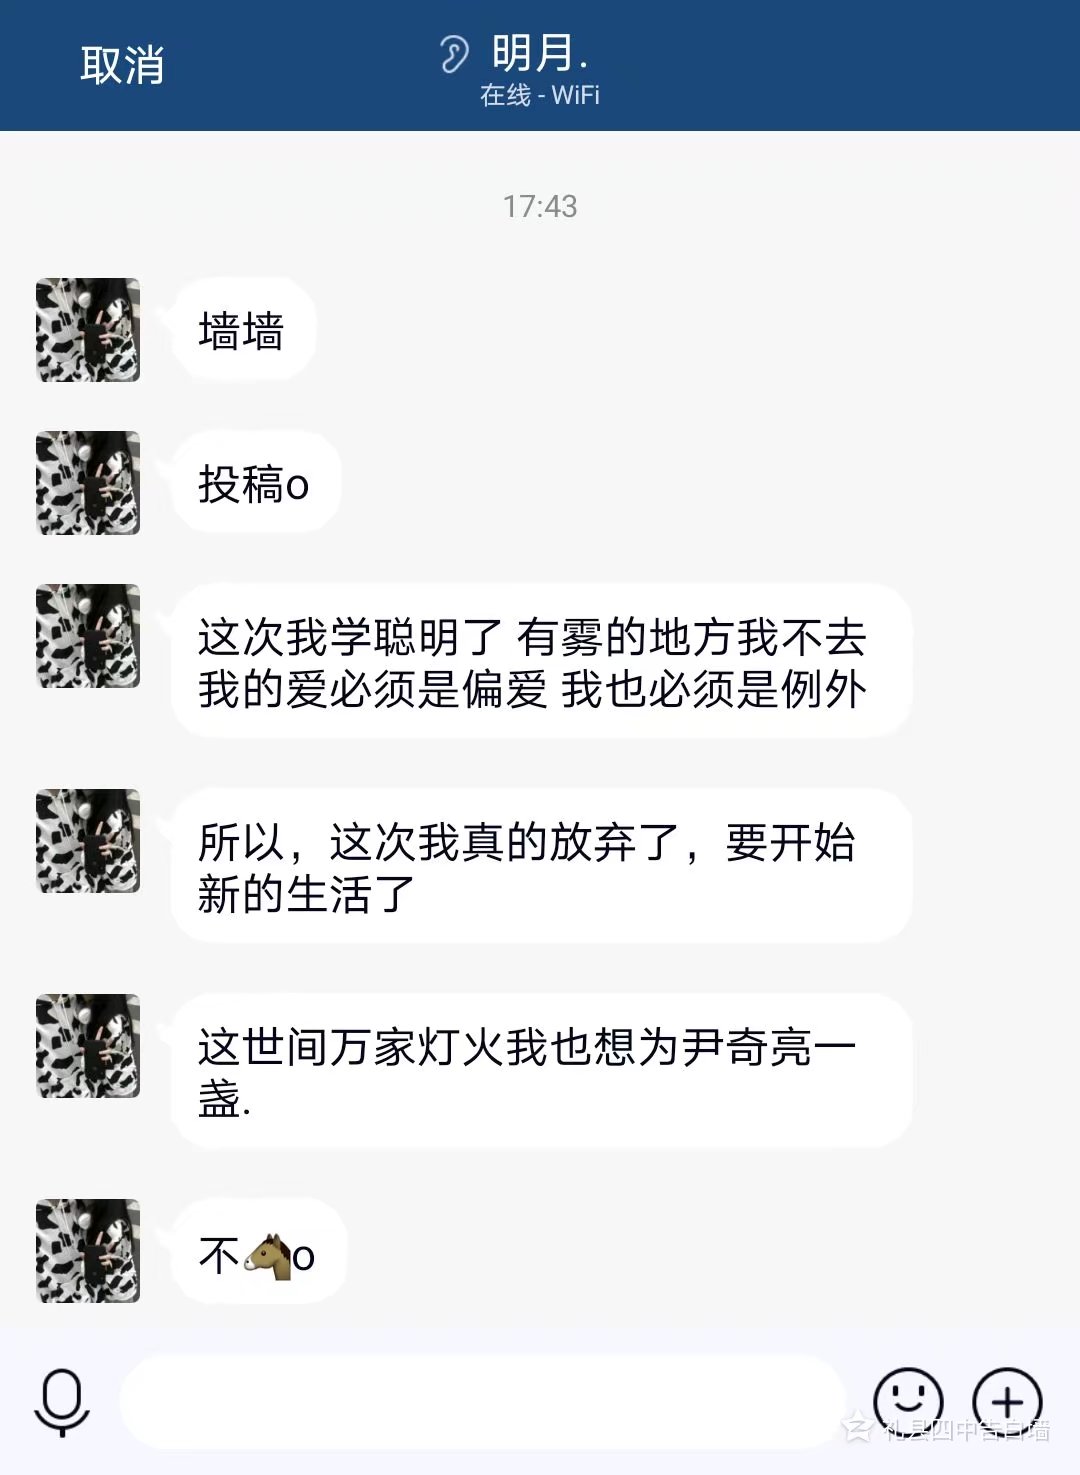 取消
明月.
在线 - WiFi
17:43
墙墙
投稿o
这次我学聪明了 有雾的地方我不去
我的爱必须是偏爱 我也必须是例外
所以，这次我真的放弃了，要开始
新的生活了
这世间万家灯火我也想为尹奇亮一
盏.
不🐴o
礼县四中告白墙